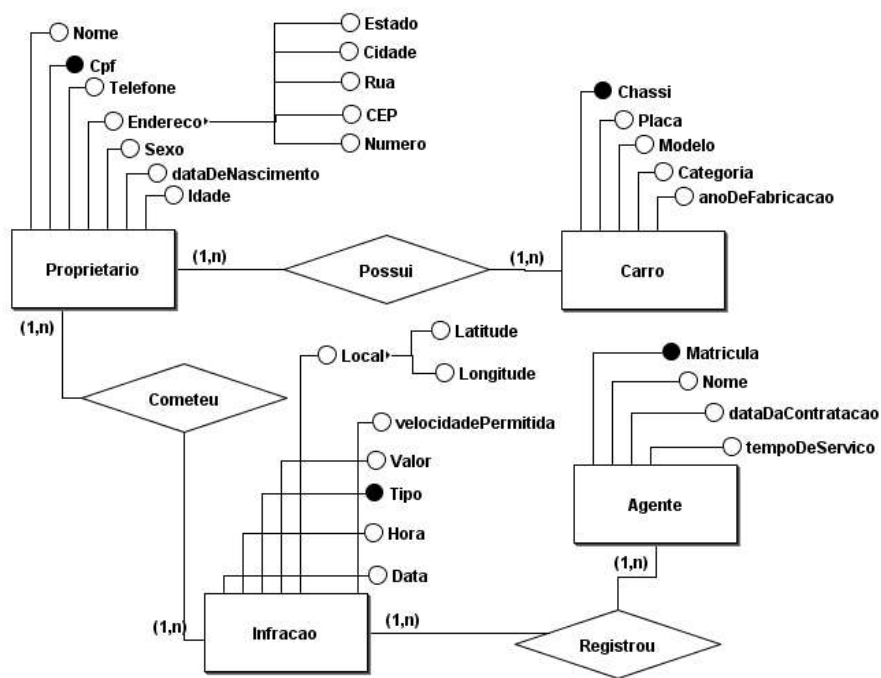 Nome
Cpf
Telefone
Endereco
Sexo
dataDeNascimento
Idade
Estado
Cidade
Rua
CEP
Numero
Chassi
Placa
Modelo
Categoria
anoDeFabricacao
Proprietario
(1,n)
Possui
(1,n)
Carro
(1,n)
Cometeu
(1,n)
Local
Latitude
Longitude
velocidadePermitida
Valor
Tipo
Hora
Data
Infracao
(1,n)
Registrou
(1,n)
Matricula
Nome
dataDaContratacao
tempoDeServico
Agente